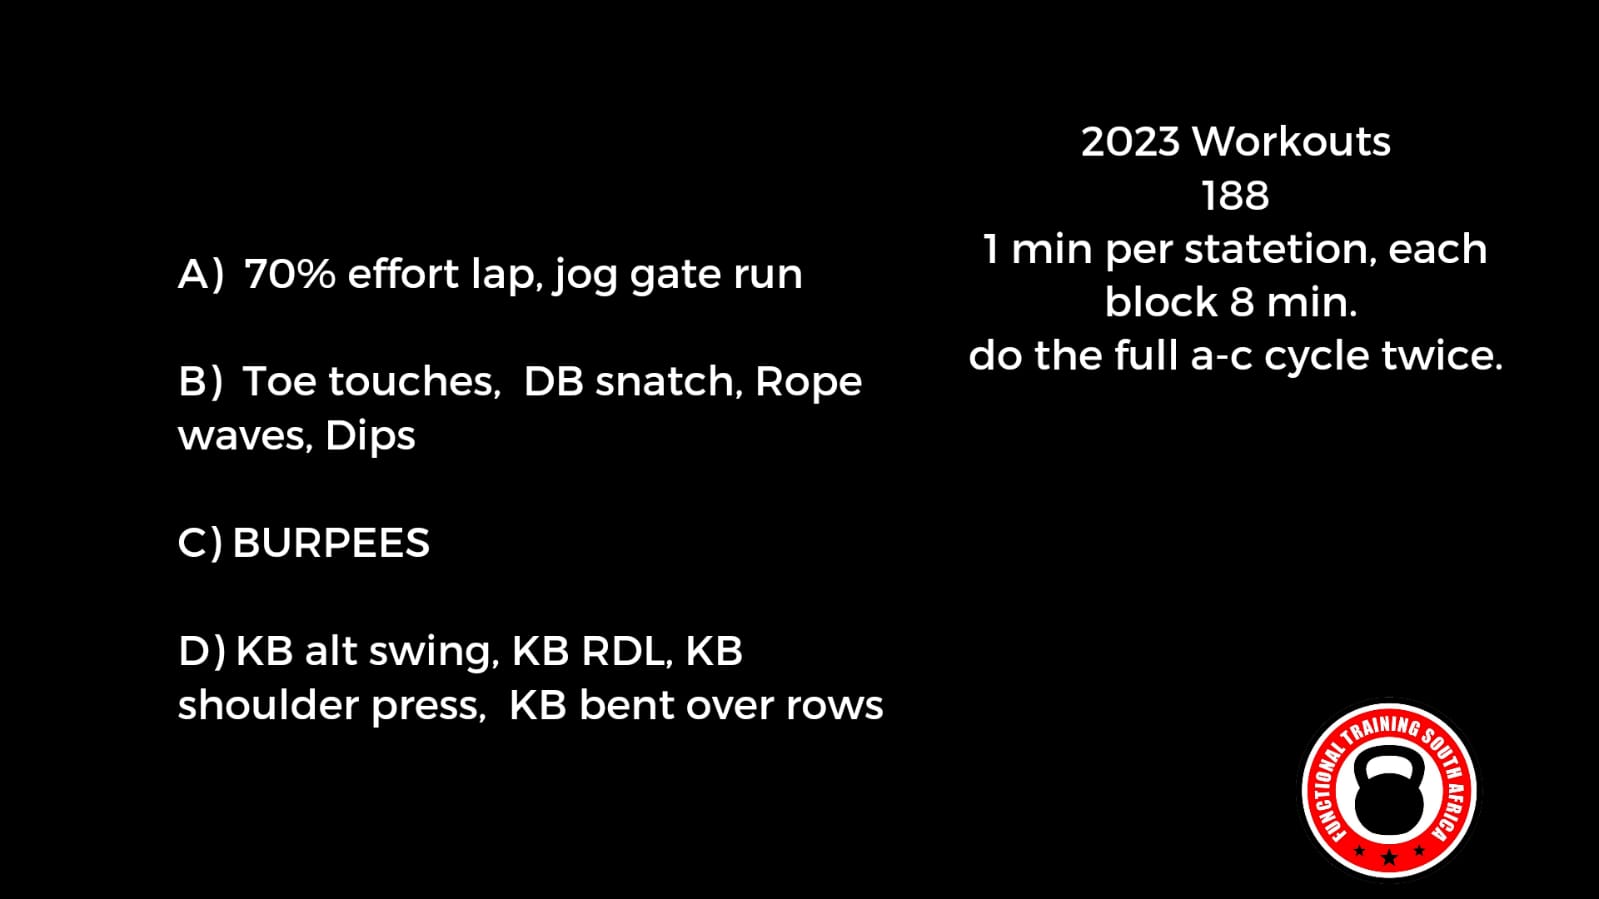 2023 Workouts
188
1 min per statetion, each
block 8 min.
do the full a-c cycle twice.
A) 70% effort lap, jog gate run
B) Toe touches, DB snatch, Rope
waves, Dips
C) BURPEES
D) KB alt swing, KB RDL, KB
shoulder press, KB bent over rows
FUNCTIONAL TRAINING SOUTH AFRICA